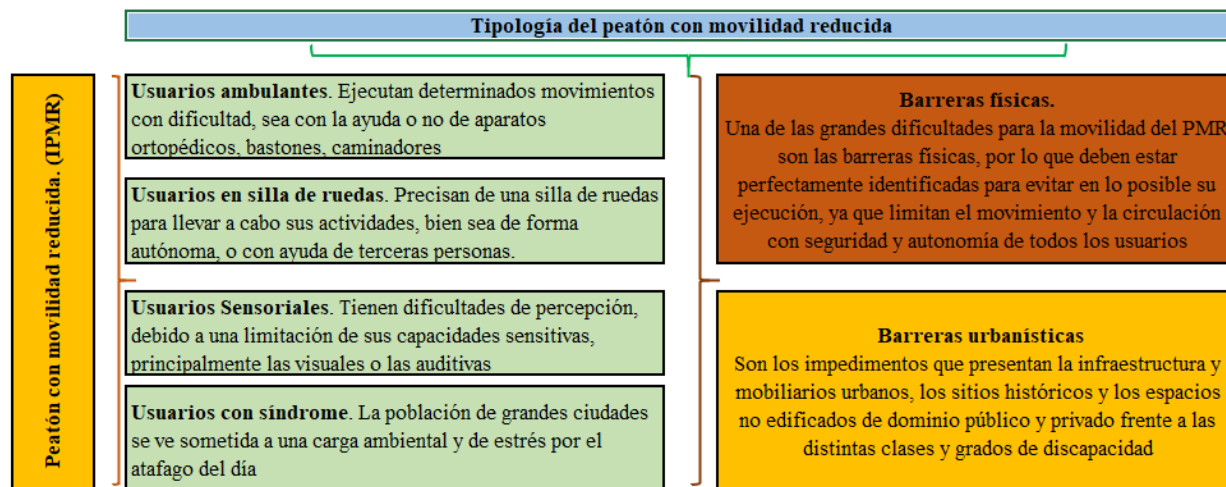 Tipología del peatón con movilidad reducida
Peatón con movilidad reducida. (IPMR)
Usuarios ambulantes. Ejecutan determinados movimientos
con dificultad, sea con la ayuda o no de aparatos
ortopédicos, bastones, caminadores
Usuarios en silla de ruedas. Precisan de una silla de ruedas
para llevar a cabo sus actividades, bien sea de forma
autónoma, o con ayuda de terceras personas.
Usuarios Sensoriales. Tienen dificultades de percepción,
debido a una limitación de sus capacidades sensitivas,
principalmente las visuales o las auditivas
Usuarios con síndrome. La población de grandes ciudades
se ve sometida a una carga ambiental y de estrés por el
atafago del día
Barreras físicas.
Una de las grandes dificultades para la movilidad del PMR
son las barreras físicas, por lo que deben estar
perfectamente identificadas para evitar en lo posible su
ejecución, ya que limitan el movimiento y la circulación
con seguridad y autonomía de todos los usuarios
Barreras urbanísticas
Son los impedimentos que presentan la infraestructura y
mobiliarios urbanos, los sitios históricos y los espacios
no edificados de dominio público y privado frente a las
distintas clases y grados de discapacidad